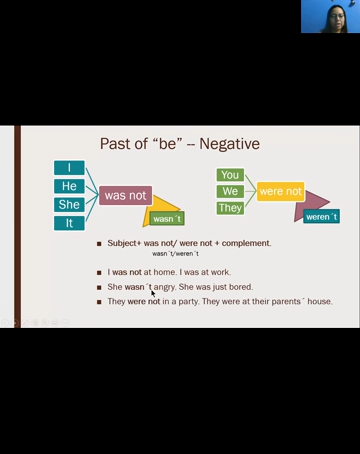 Past of “be” -- Negative
I
He
She
It
was not
wasn´t
You
We
They
were not
weren´t
Subject+ was not/ were not + complement.
wasn´t/weren´t
I was not at home. I was at work.
She wasn´t angry. She was just bored.
They were not in a party. They were at their parents´ house.